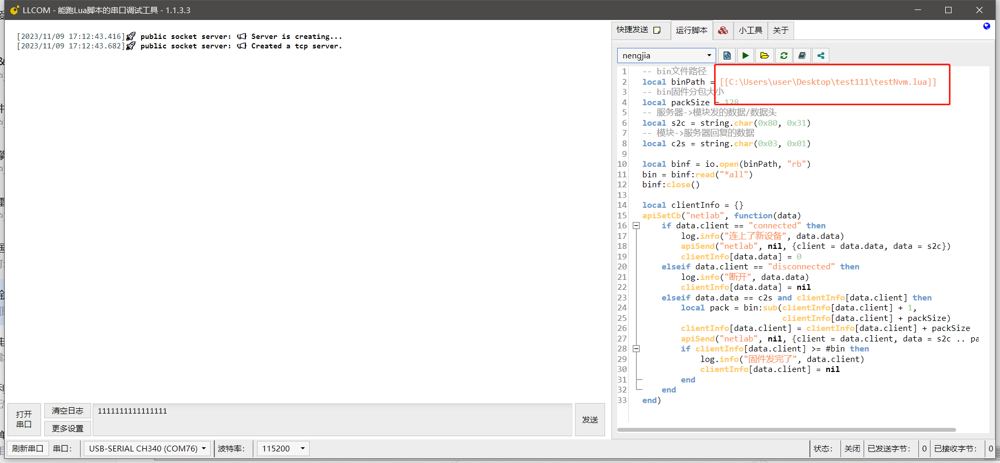 LLCOM - 能跑Lua脚本的串口调试工具 - 1.1.3.3
[2023/11/09 17:12:43.416] public socket server: Server is creating...
[2023/11/09 17:12:43.682] public socket server: Created a tcp server.
快捷发送 运行脚本 小工具 关于
nengjia
1 -- bin文件路径
2 local binPath = [[C:\Users\user\Desktop\test111\testNvm.lua]]
3 -- bin固件分包大小
4 local packSize = 128
5 -- 服务器->模块发的数据/数据头
6 local s2c = string.char(0x80, 0x31)
7 -- 模块->服务器回复的数据
8 local c2s = string.char(0x03, 0x01)
9
10 local binf = io.open(binPath, "rb")
11 bin = binf:read("*all")
12 binf:close()
13
14 local clientInfo = {}
15 apiSetCb("netlab", function(data)
16 if data.client == "connected" then
17 log.info("连上了新设备", data.data)
18 apiSend("netlab", nil, {client = data.data, data = s2c})
19 clientInfo[data.data] = 0
20 elseif data.client == "disconnected" then
21 log.info("断开", data.data)
22 clientInfo[data.data] = nil
23 elseif data.data == c2s and clientInfo[data.client] then
24 local pack = bin:sub(clientInfo[data.client] + 1,
25 clientInfo[data.client] + packSize)
26 clientInfo[data.client] = clientInfo[data.client] + packSize
27 apiSend("netlab", nil, {client = data.client, data = s2c .. pa
28 if clientInfo[data.client] >= #bin then
29 log.info("固件发完了", data.client)
30 clientInfo[data.client] = nil
31 end
32 end
33 end)
打开串口
清空日志
更多设置
1111111111111111
发送
刷新串口 串口: USB-SERIAL CH340 (COM76) 波特率: 115200 状态: 关闭 已发送字节: 0 已接收字节: 0